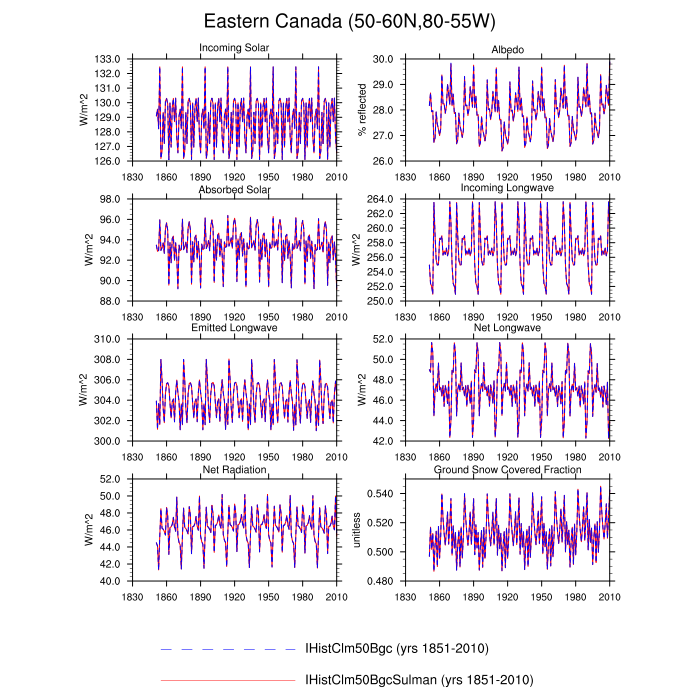 Eastern Canada (50-60N,80-55W)
Incoming Solar
W/m^2
133.0
132.0
131.0
130.0
129.0
128.0
127.0
126.0
1830 1860 1890 1920 1950 1980 2010
Albedo
% reflected
30.0
29.0
28.0
27.0
26.0
1830 1860 1890 1920 1950 1980 2010
Absorbed Solar
W/m^2
98.0
96.0
94.0
92.0
90.0
88.0
1830 1860 1890 1920 1950 1980 2010
Incoming Longwave
W/m^2
264.0
262.0
260.0
258.0
256.0
254.0
252.0
250.0
1830 1860 1890 1920 1950 1980 2010
Emitted Longwave
W/m^2
310.0
308.0
306.0
304.0
302.0
300.0
1830 1860 1890 1920 1950 1980 2010
Net Longwave
W/m^2
52.0
50.0
48.0
46.0
44.0
42.0
1830 1860 1890 1920 1950 1980 2010
Net Radiation
W/m^2
52.0
50.0
48.0
46.0
44.0
42.0
40.0
1830 1860 1890 1920 1950 1980 2010
Ground Snow Covered Fraction
unitless
0.540
0.520
0.500
0.480
1830 1860 1890 1920 1950 1980 2010
IHistClm50Bgc (yrs 1851-2010)
IHistClm50BgcSulman (yrs 1851-2010)